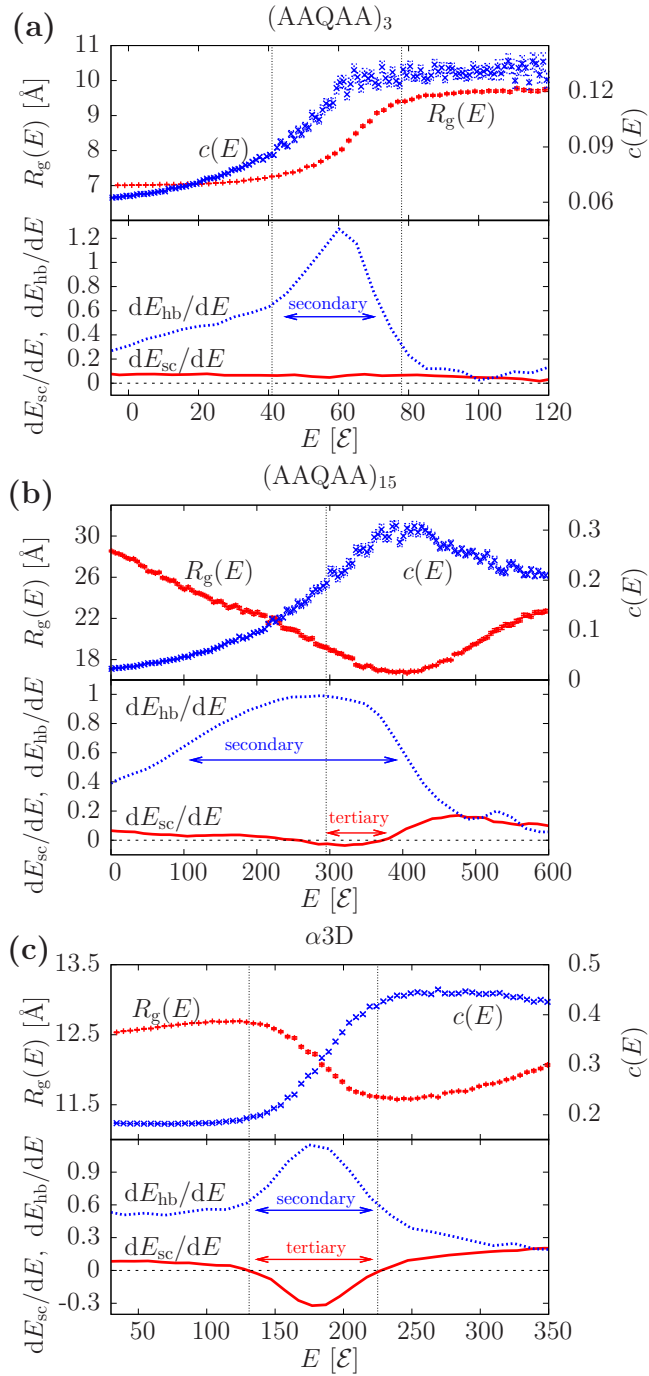 (a)
(AAQAA)3
11
10
9
8
7
Rg(E) [Å]
c(E)
Rg(E)
0.12
0.09
0.06
c(E)
1.2
1
0.8
0.6
0.4
0.2
0
dEsc/dE, dEhb/dE
dEhb/dE
secondary
dEsc/dE
0 20 40 60 80 100 120
E [ℰ]
(b)
(AAQAA)15
30
26
22
18
Rg(E) [Å]
Rg(E)
c(E)
0.3
0.2
0.1
0
c(E)
1
0.8
0.6
0.4
0.2
0
dEsc/dE, dEhb/dE
dEhb/dE
secondary
dEsc/dE
tertiary
0 100 200 300 400 500 600
E [ℰ]
(c)
α3D
13.5
12.5
11.5
Rg(E) [Å]
Rg(E)
c(E)
0.5
0.4
0.3
0.2
c(E)
0.9
0.6
0.3
0
-0.3
dEsc/dE, dEhb/dE
dEhb/dE
secondary
dEsc/dE
tertiary
50 100 150 200 250 300 350
E [ℰ]